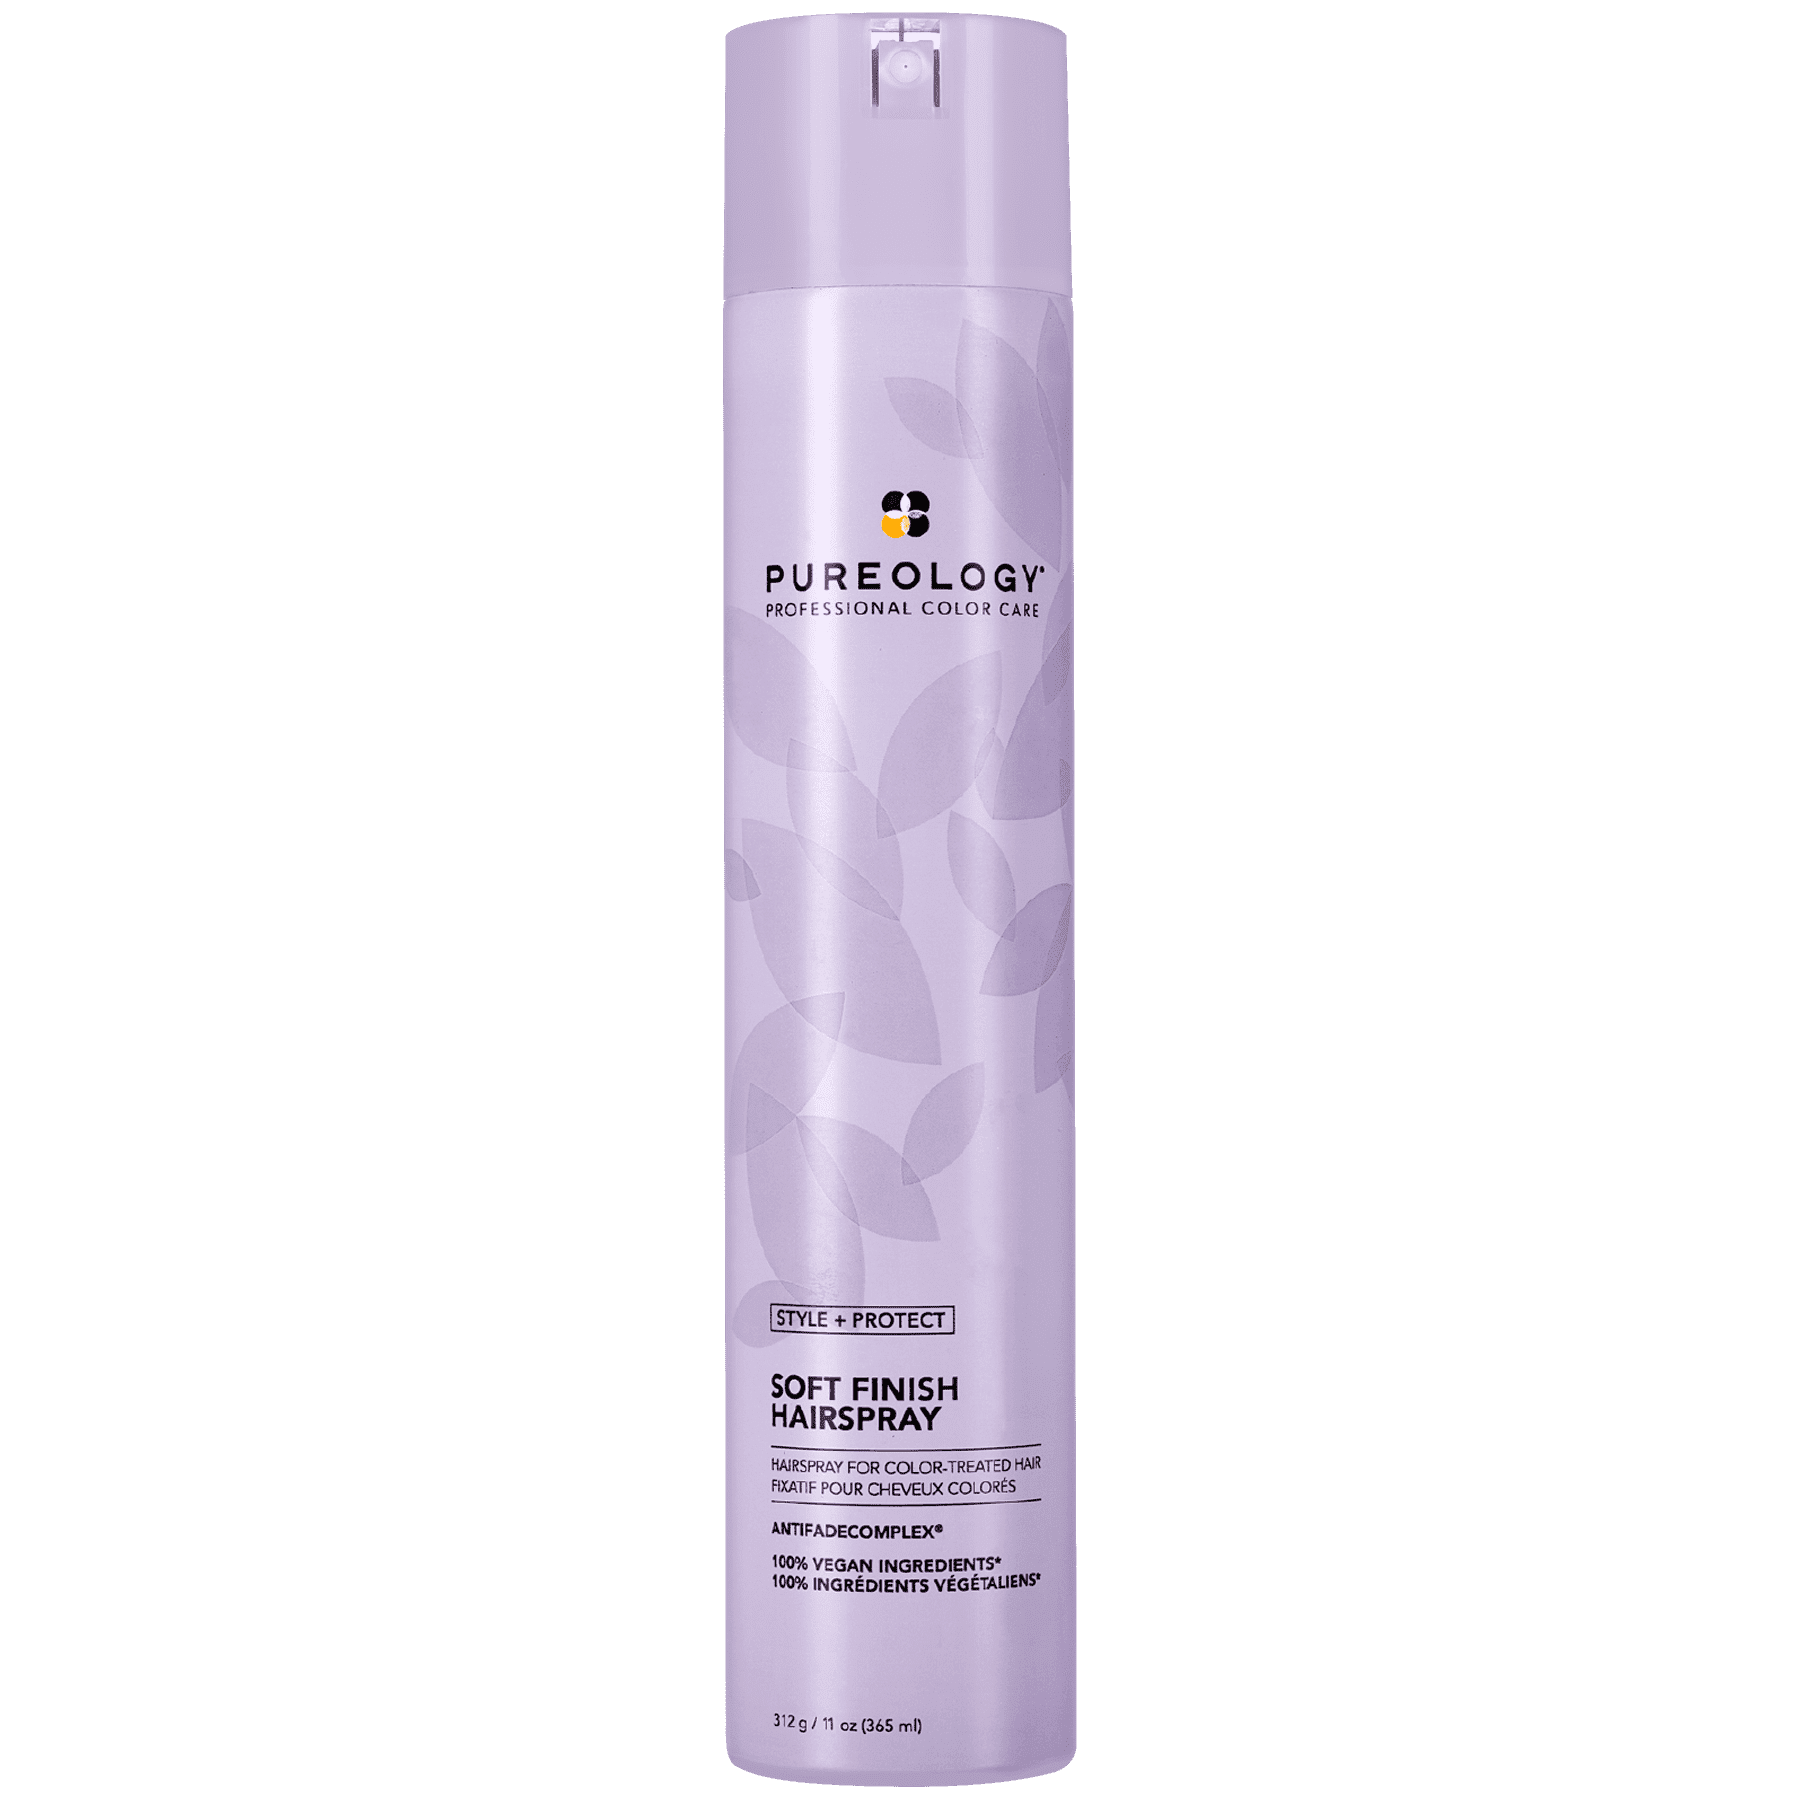 PUREOLOGY®
PROFESSIONAL COLOR CARE
STYLE + PROTECT
SOFT FINISH
HAIRSPRAY
HAIRSPRAY FOR COLOR-TREATED HAIR
FIXATIF POUR CHEVEUX COLORÉS
ANTIFADECOMPLEX®
100% VEGAN INGREDIENTS*
100% INGRÉDIENTS VÉGÉTALIENS*
312 g / 11 oz (365 ml)